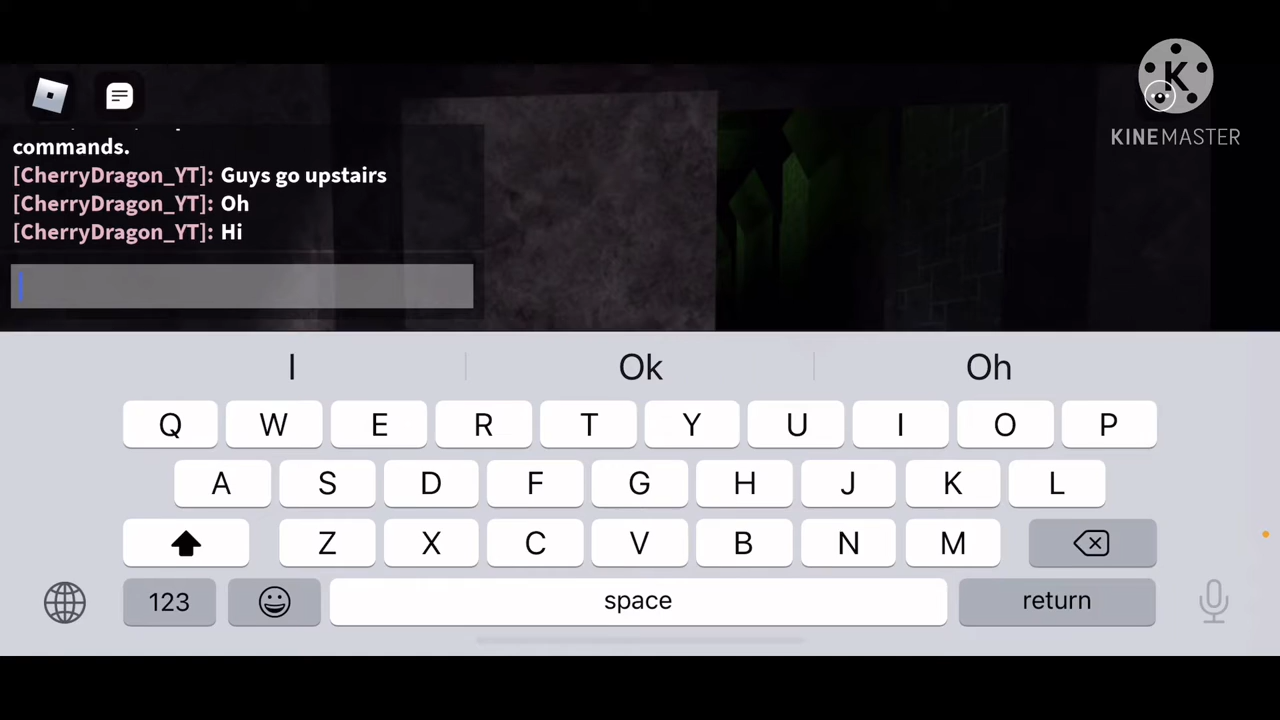 KINEMASTER
commands.
[CherryDragon_YT]: Guys go upstairs
[CherryDragon_YT]: Oh
[CherryDragon_YT]: Hi
I Ok Oh
Q W E R T Y U I O P
A S D F G H J K L
Z X C V B N M
123 space return